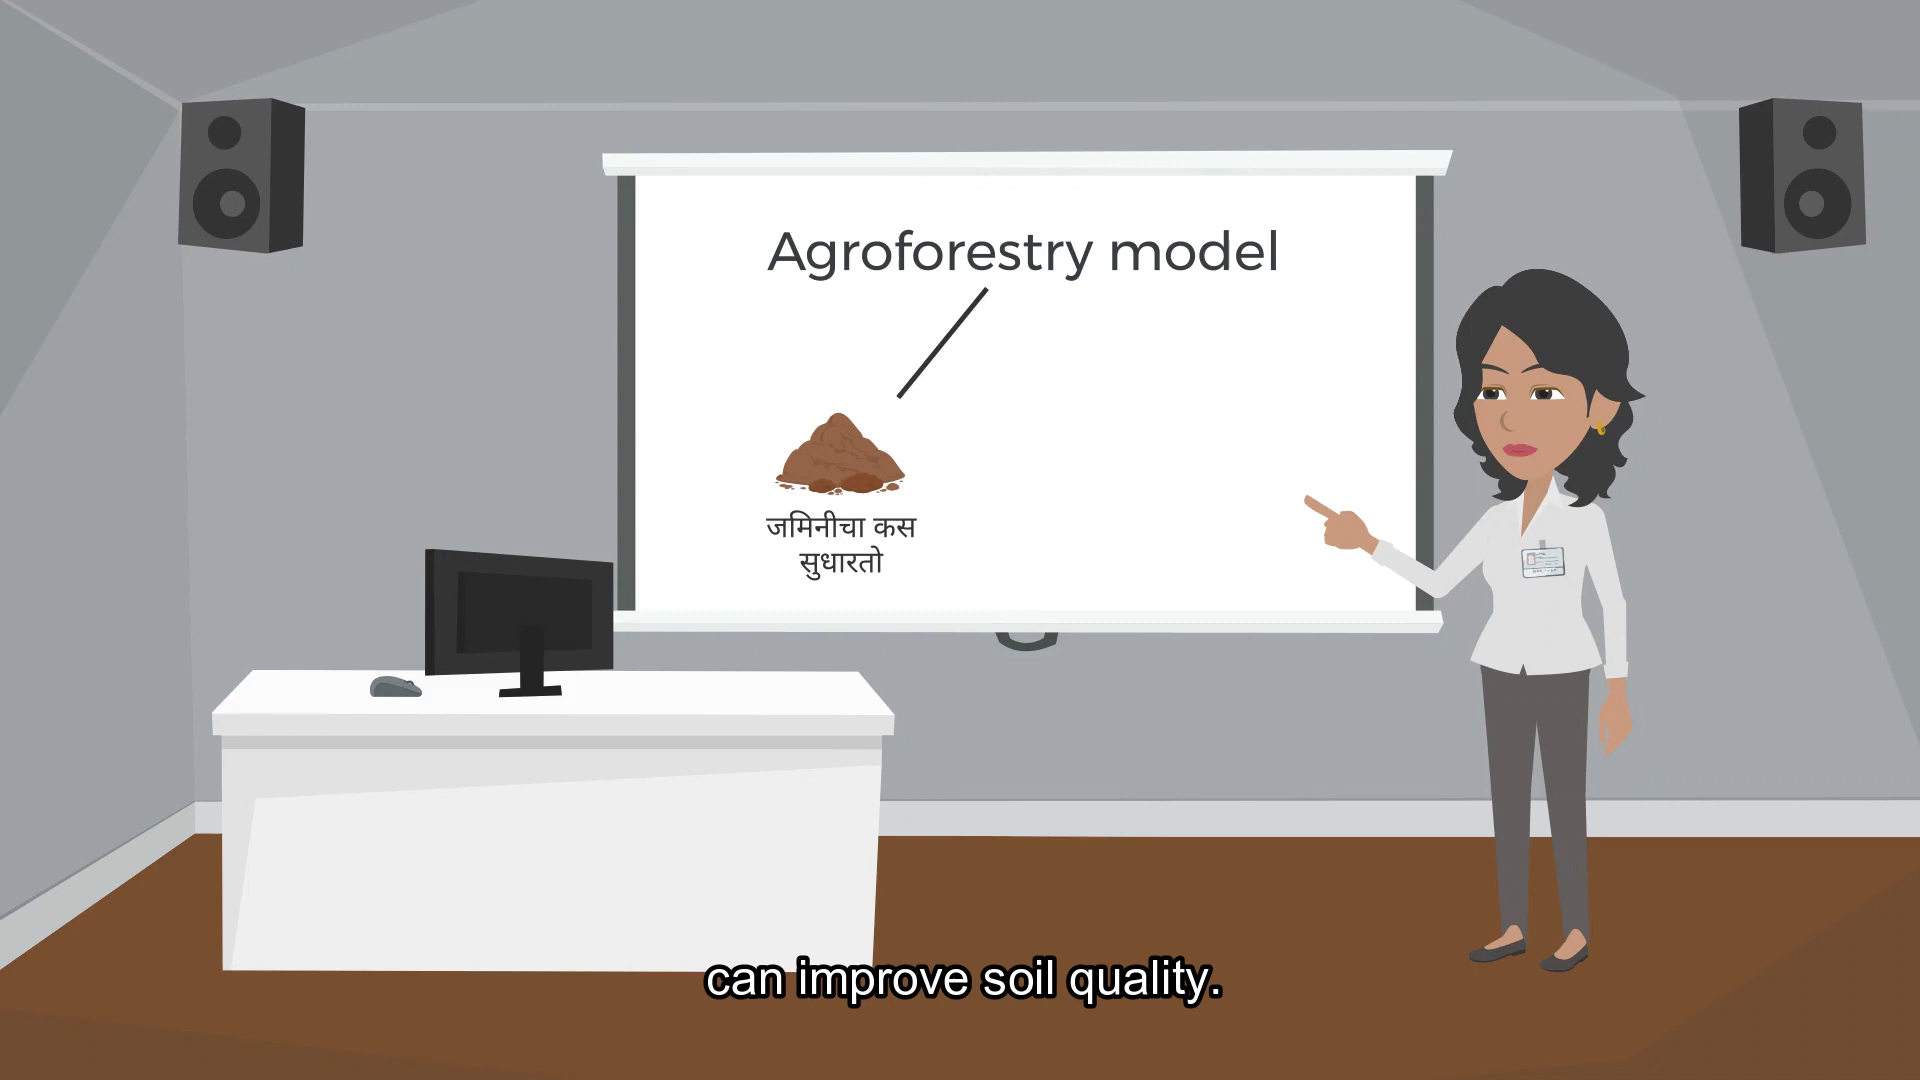 Agroforestry model
जमिनीचा कस
सुधारतो
can improve soil quality.